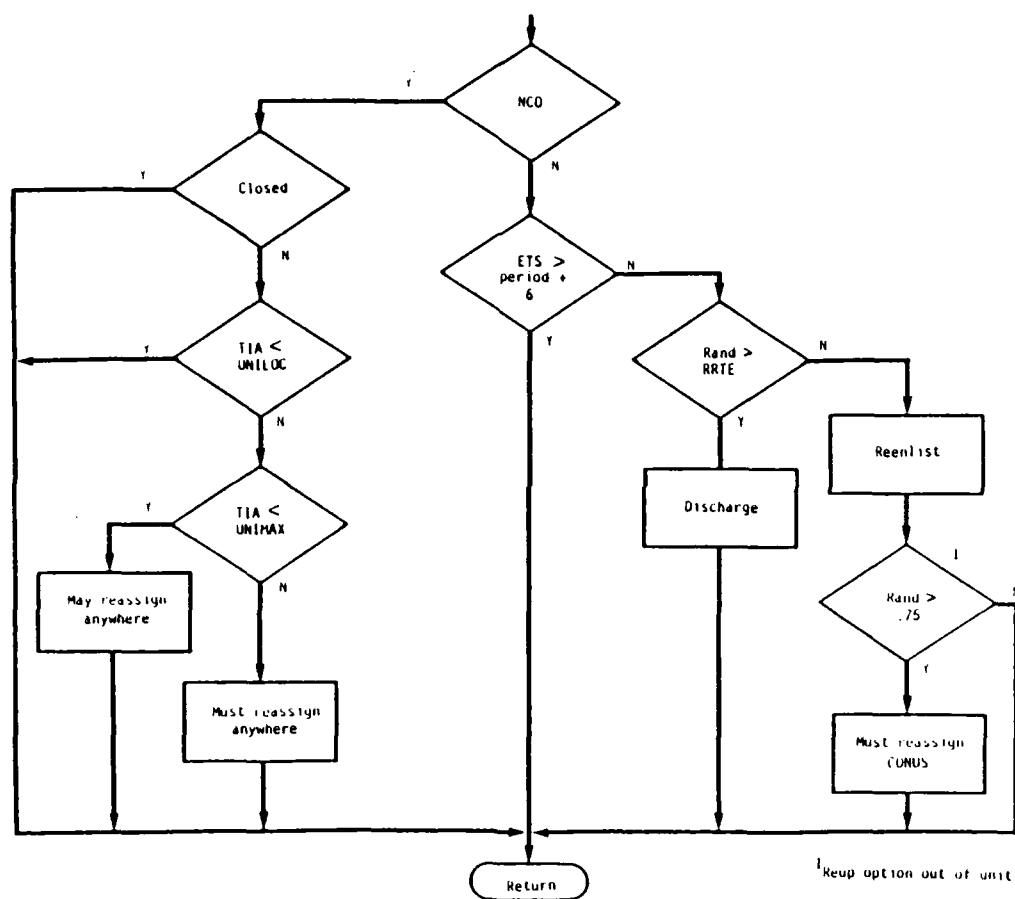 NCO
Y
N
Closed
Y
N
ETS >
period +
6
N
Y
TIA <
UNILOC
Y
N
Rand >
RRTE
N
Y
Reenlist
TIA <
UNIMAX
Y
N
Discharge
1
May reassign
anywhere
Rand >
.75
N
Y
Must reassign
anywhere
Must reassign
CONUS
Return
1Reup option out of unit